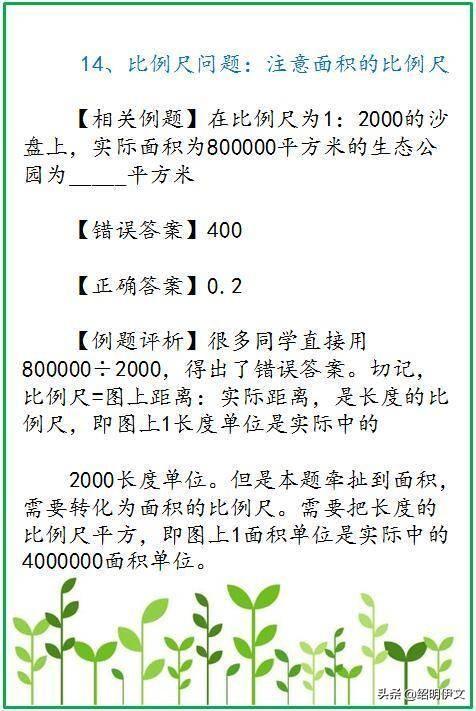 14、比例尺问题：注意面积的比例尺
【相关例题】在比例尺为1：2000的沙
盘上，实际面积为800000平方米的生态公
园为_____平方米
【错误答案】400
【正确答案】0.2
【例题评析】很多同学直接用
800000÷2000，得出了错误答案。切记，
比例尺=图上距离：实际距离，是长度的比
例尺，即图上1长度单位是实际中的
2000长度单位。但是本题牵扯到面积，
需要转化为面积的比例尺。需要把长度的
比例尺平方，即图上1面积单位是实际中的
4000000面积单位。
头条 @绍明伊文